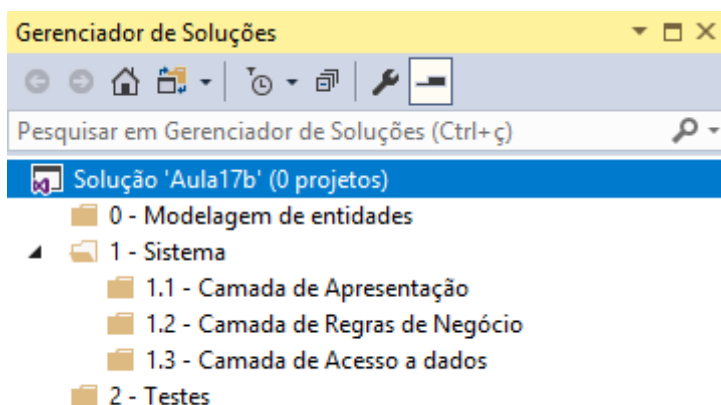 Gerenciador de Soluções
Pesquisar em Gerenciador de Soluções (Ctrl+ç)
Solução 'Aula17b' (0 projetos)
0 - Modelagem de entidades
1 - Sistema
1.1 - Camada de Apresentação
1.2 - Camada de Regras de Negócio
1.3 - Camada de Acesso a dados
2 - Testes